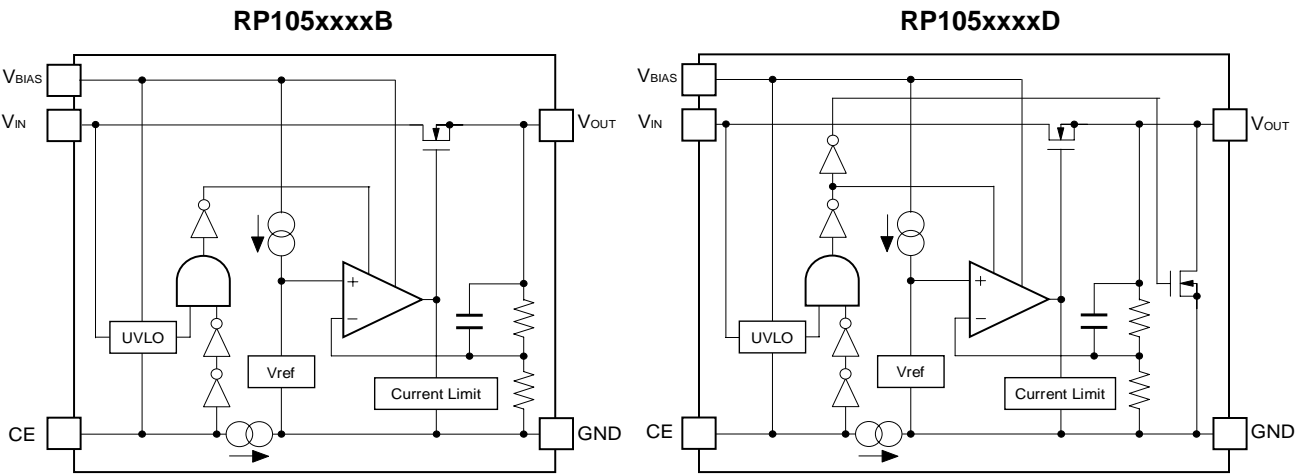 RP105xxxxB
VBIAS
VIN
VOUT
+
−
UVLO
Vref
Current Limit
CE
GND
RP105xxxxD
VBIAS
VIN
VOUT
+
−
UVLO
Vref
Current Limit
CE
GND